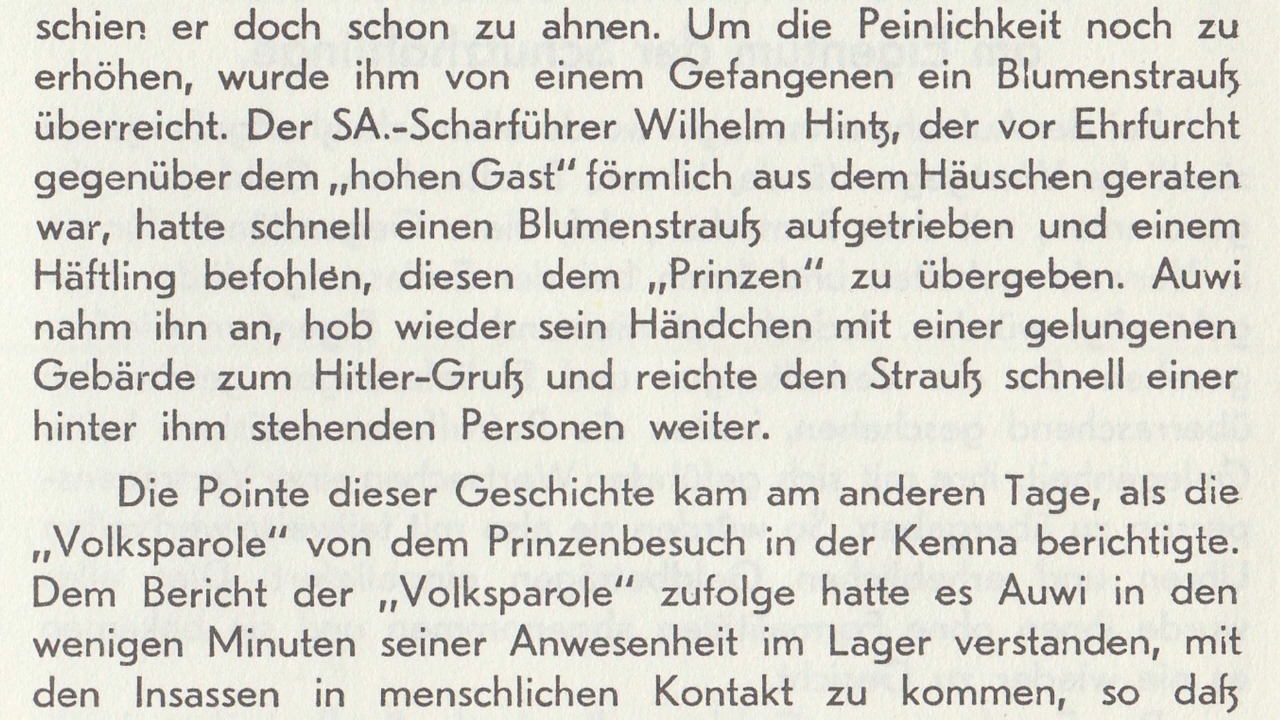 schien er doch schon zu ahnen. Um die Peinlichkeit noch zu
erhöhen, wurde ihm von einem Gefangenen ein Blumenstrauß
überreicht. Der SA.-Scharführer Wilhelm Hintz, der vor Ehrfurcht
gegenüber dem „hohen Gast“ förmlich aus dem Häuschen geraten
war, hatte schnell einen Blumenstrauß aufgetrieben und einem
Häftling befohlen, diesen dem „Prinzen“ zu übergeben. Auwi
nahm ihn an, hob wieder sein Händchen mit einer gelungenen
Gebärde zum Hitler-Gruß und reichte den Strauß schnell einer
hinter ihm stehenden Personen weiter.
Die Pointe dieser Geschichte kam am anderen Tage, als die
„Volksparole“ von dem Prinzenbesuch in der Kemna berichtigte.
Dem Bericht der „Volksparole“ zufolge hatte es Auwi in den
wenigen Minuten seiner Anwesenheit im Lager verstanden, mit
den Insassen in menschlichen Kontakt zu kommen, so daß